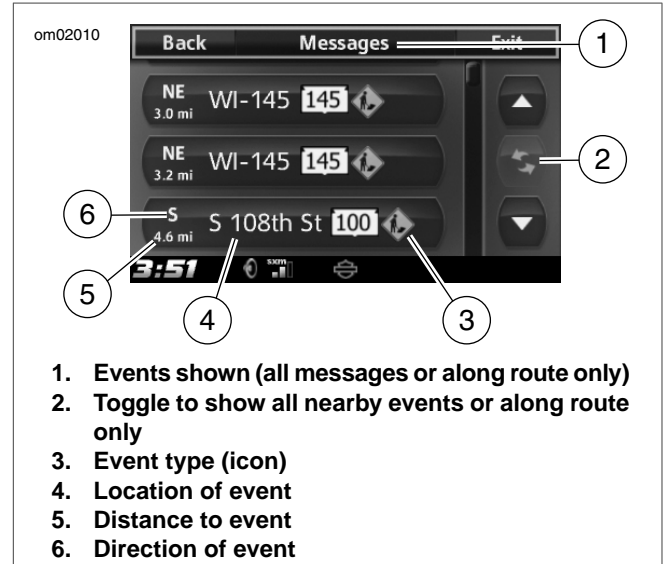 om02010
Back Messages Exit
1
NE WI-145 145
3.0 mi
2
NE WI-145 145
3.2 mi
6
S S 108th St 100
4.6 mi
3:51 sxm
5
4
3
1. Events shown (all messages or along route only)
2. Toggle to show all nearby events or along route
only
3. Event type (icon)
4. Location of event
5. Distance to event
6. Direction of event